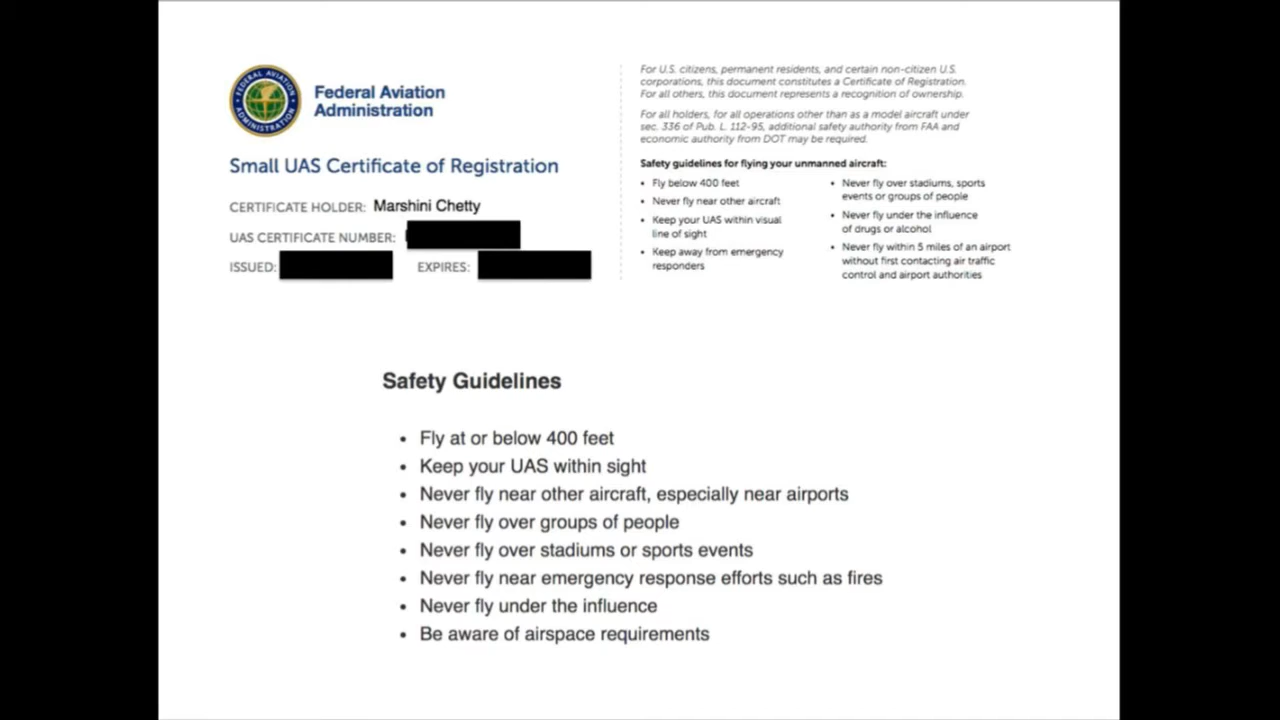 FEDERAL AVIATION
ADMINISTRATION
Federal Aviation
Administration
Small UAS Certificate of Registration
CERTIFICATE HOLDER: Marshini Chetty
UAS CERTIFICATE NUMBER:
ISSUED: EXPIRES:
For U.S. citizens, permanent residents, and certain non-citizen U.S.
corporations, this document constitutes a Certificate of Registration.
For all others, this document represents a recognition of ownership.
For all holders, for all operations other than as a model aircraft under
sec. 336 of Pub. L. 112-95, additional safety authority from FAA and
economic authority from DOT may be required.
Safety guidelines for flying your unmanned aircraft:
• Fly below 400 feet
• Never fly near other aircraft
• Keep your UAS within visual
line of sight
• Keep away from emergency
responders
• Never fly over stadiums, sports
events or groups of people
• Never fly under the influence
of drugs or alcohol
• Never fly within 5 miles of an airport
without first contacting air traffic
control and airport authorities
Safety Guidelines
• Fly at or below 400 feet
• Keep your UAS within sight
• Never fly near other aircraft, especially near airports
• Never fly over groups of people
• Never fly over stadiums or sports events
• Never fly near emergency response efforts such as fires
• Never fly under the influence
• Be aware of airspace requirements